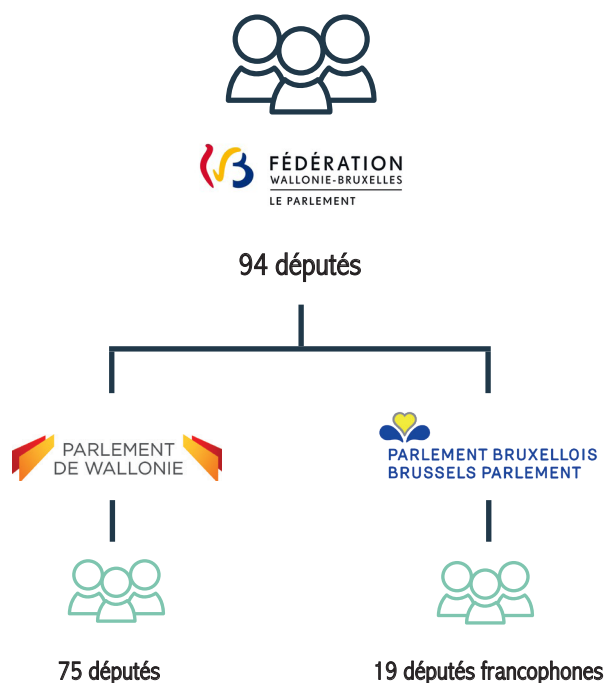 FÉDÉRATION
WALLONIE-BRUXELLES
LE PARLEMENT
94 députés
PARLEMENT
DE WALLONIE
PARLEMENT BRUXELLOIS
BRUSSELS PARLEMENT
75 députés
19 députés francophones